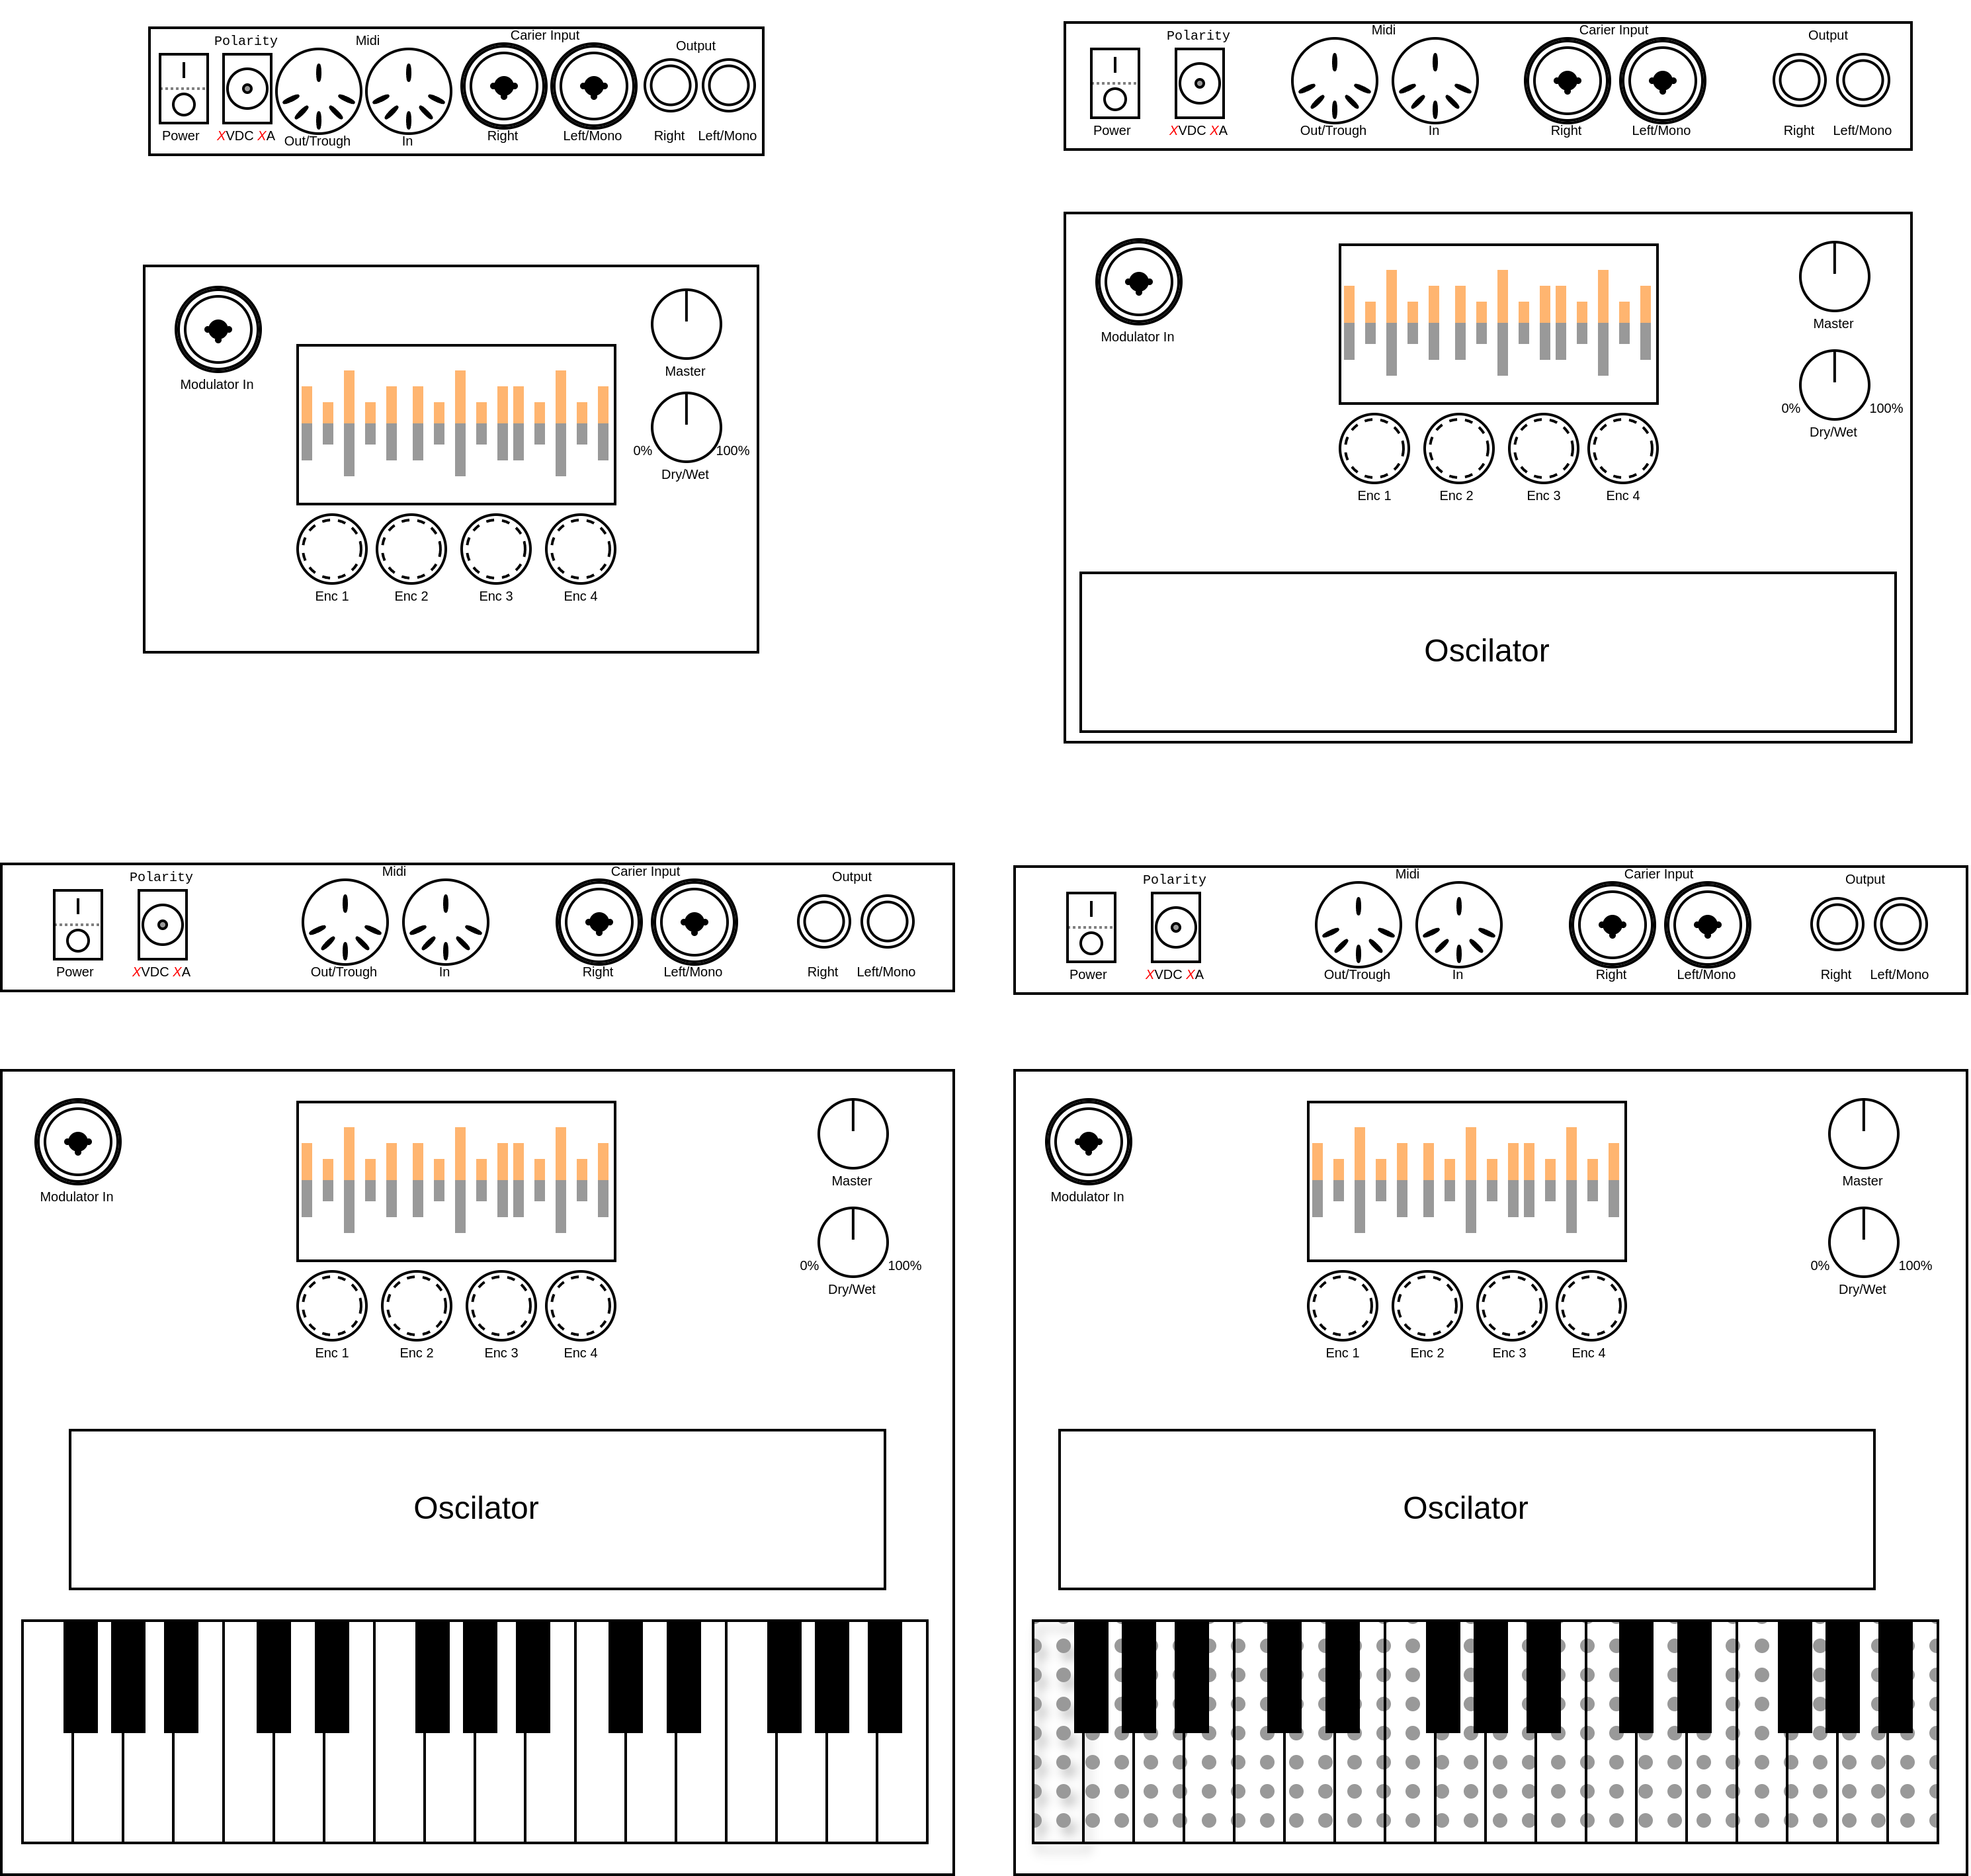 Polarity Midi Carier Input Output
Power XVDC XA Out/Trough In Right Left/Mono Right Left/Mono
Modulator In
Master
0% 100%
Dry/Wet
Enc 1 Enc 2 Enc 3 Enc 4
Polarity Midi Carier Input Output
Power XVDC XA Out/Trough In Right Left/Mono Right Left/Mono
Modulator In
Master
0% 100%
Dry/Wet
Enc 1 Enc 2 Enc 3 Enc 4
Oscilator
Polarity Midi Carier Input Output
Power XVDC XA Out/Trough In Right Left/Mono Right Left/Mono
Modulator In
Master
0% 100%
Dry/Wet
Enc 1 Enc 2 Enc 3 Enc 4
Oscilator
Polarity Midi Carier Input Output
Power XVDC XA Out/Trough In Right Left/Mono Right Left/Mono
Modulator In
Master
0% 100%
Dry/Wet
Enc 1 Enc 2 Enc 3 Enc 4
Oscilator